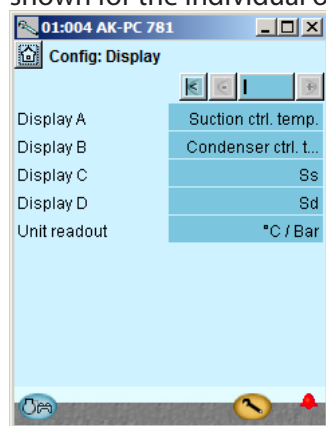 shown for the individual o
01:004 AK-PC 781
Config: Display
Display A Suction ctrl. temp.
Display B Condenser ctrl. t...
Display C Ss
Display D Sd
Unit readout °C / Bar